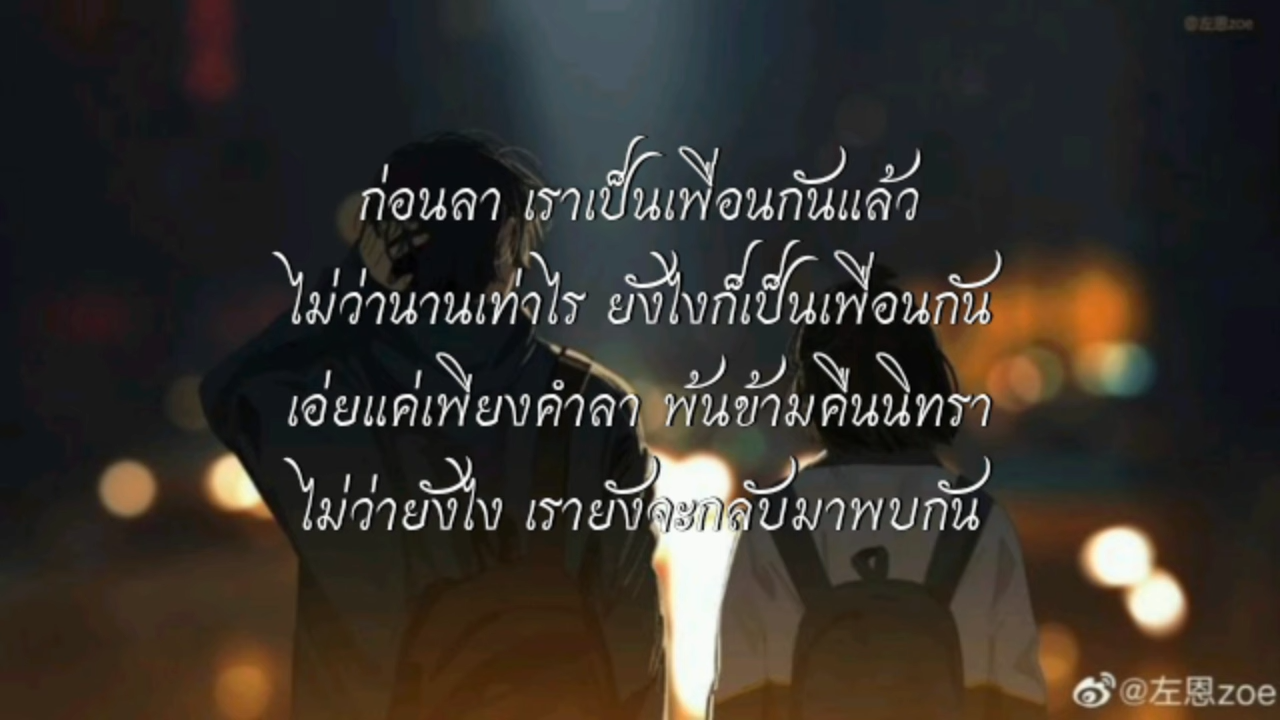 @左恩zoe
ก่อนลา เราเป็นเพื่อนกันแล้ว
ไม่ว่านานเท่าไร ยังไงก็เป็นเพื่อนกัน
เอ่ยแค่เพียงคำลา พ้นข้ามคืนนิทรา
ไม่ว่ายังไง เรายังจะกลับมาพบกัน
@左恩zoe